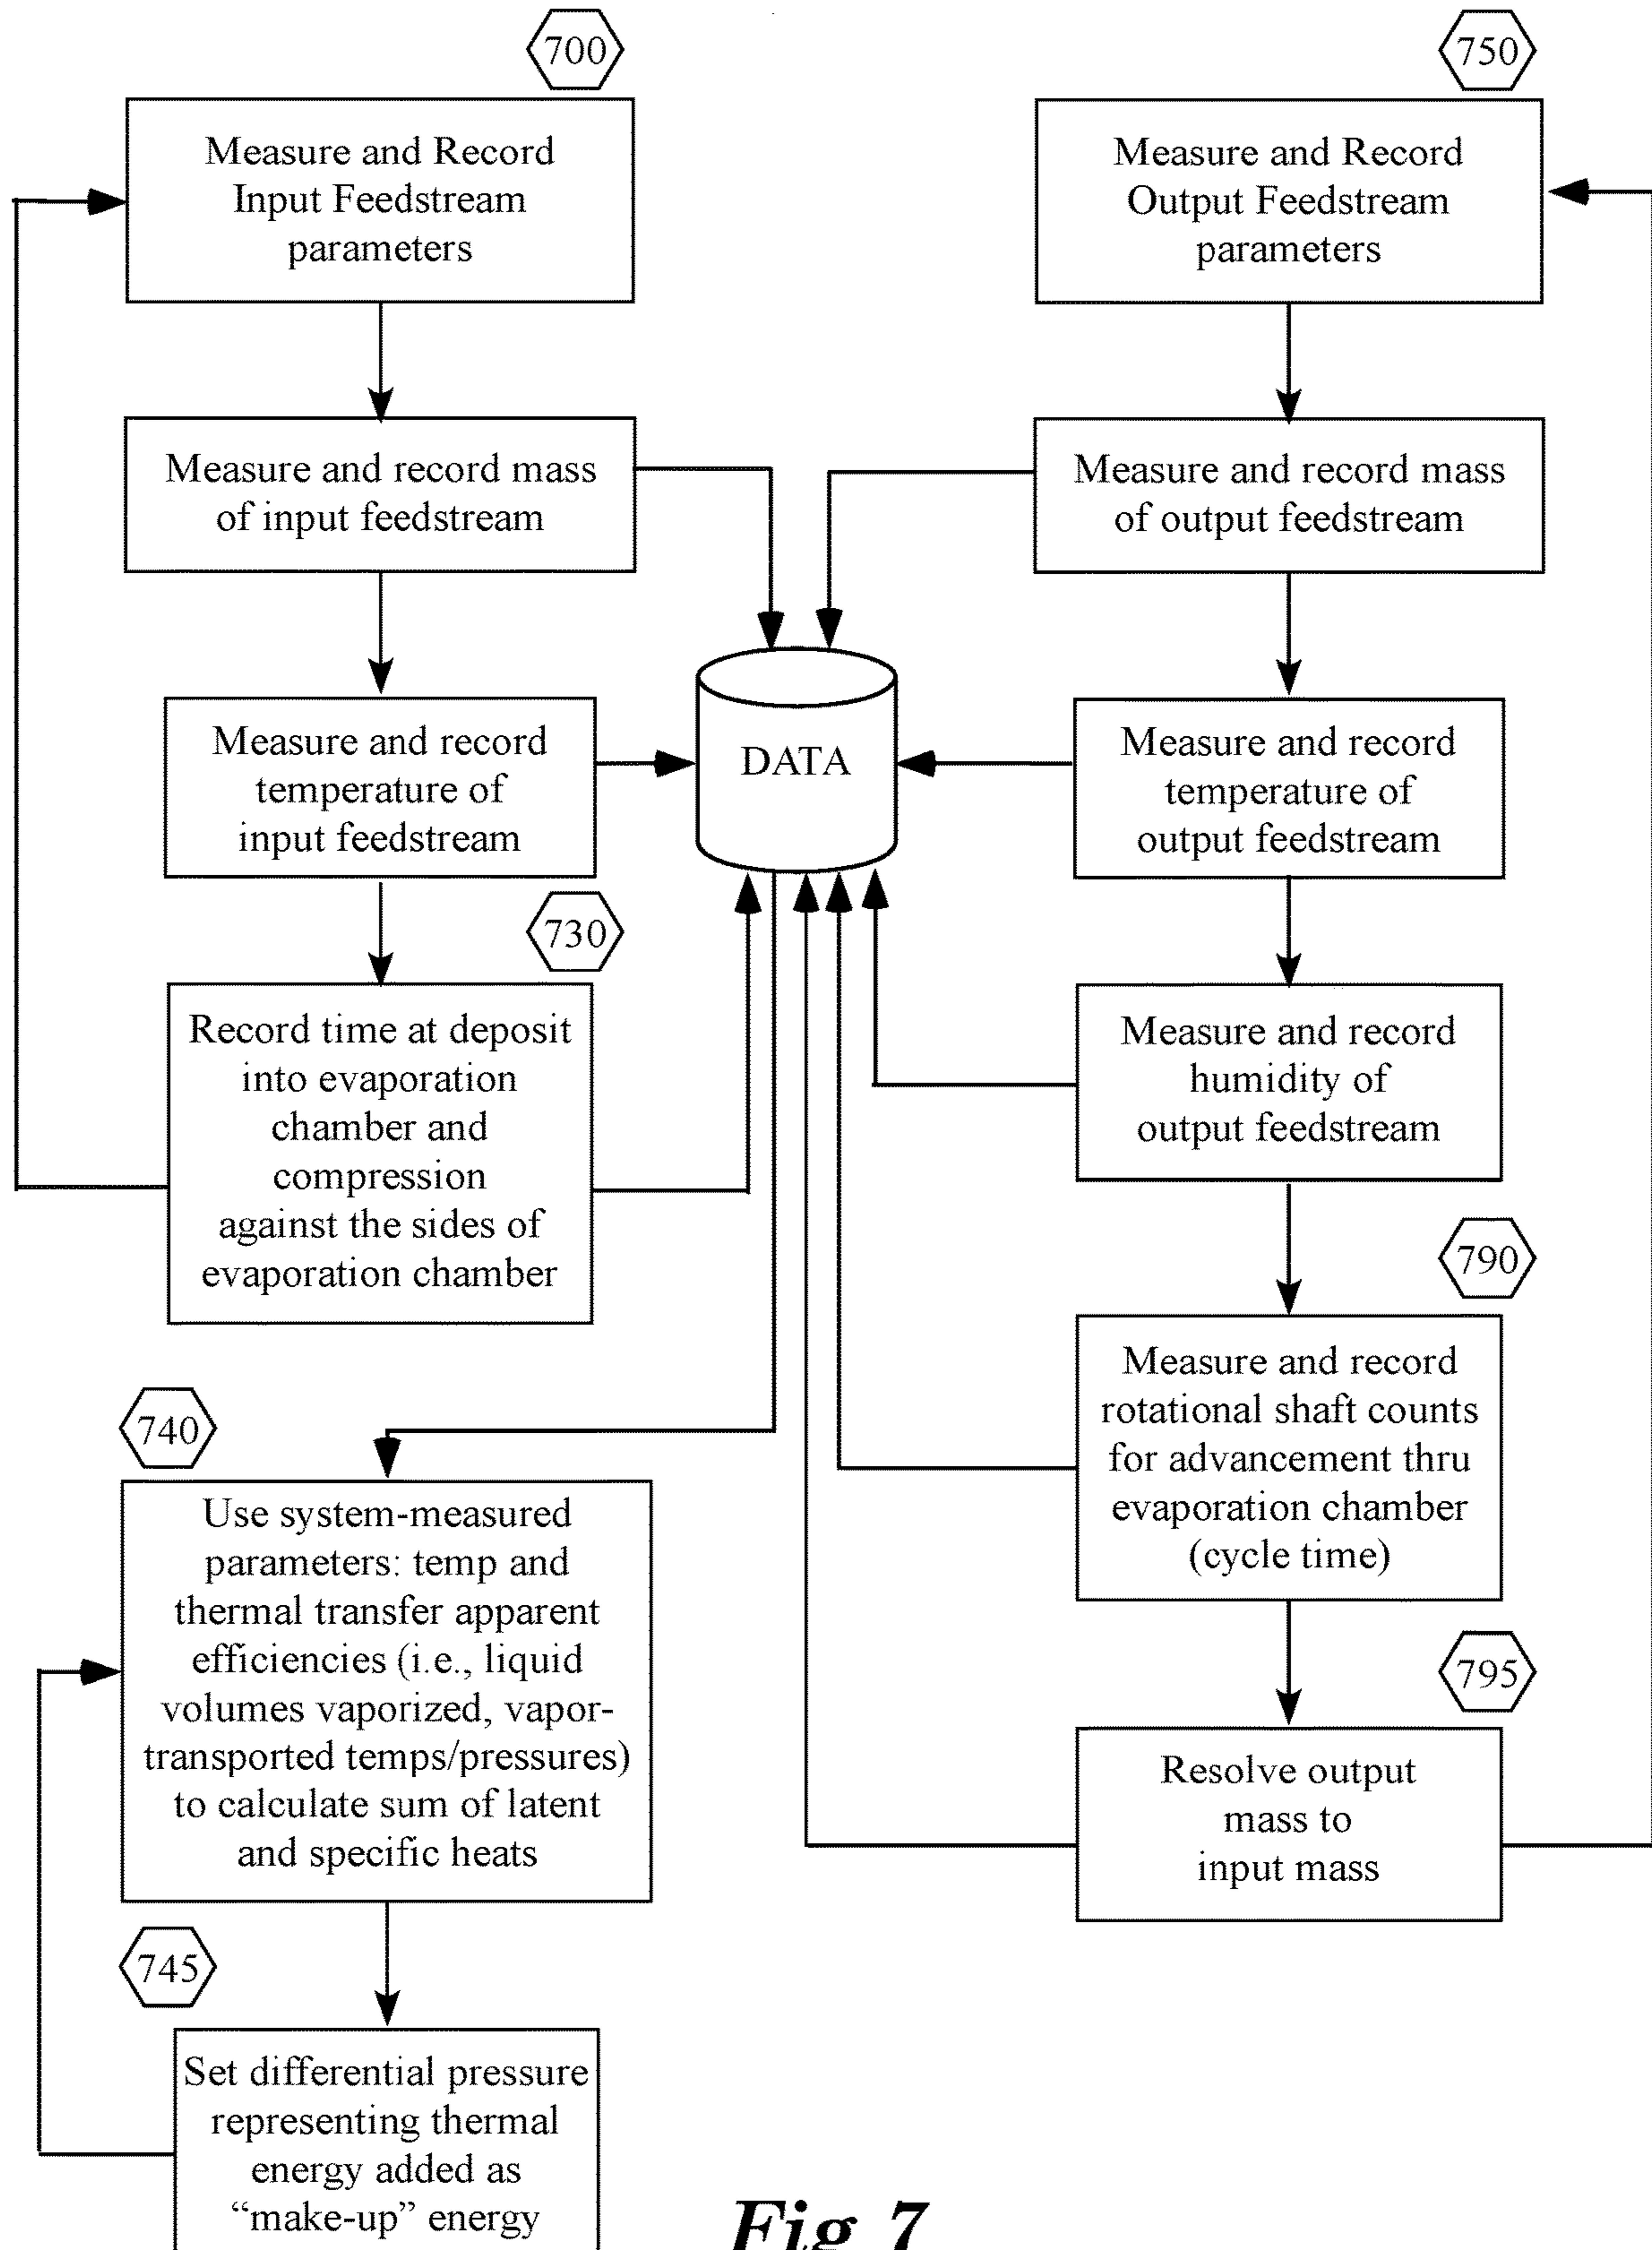 700
Measure and Record
Input Feedstream
parameters
Measure and record mass
of input feedstream
Measure and record
temperature of
input feedstream
730
Record time at deposit
into evaporation
chamber and
compression
against the sides of
evaporation chamber
DATA
740
Use system-measured
parameters: temp and
thermal transfer apparent
efficiencies (i.e., liquid
volumes vaporized, vapor-
transported temps/pressures)
to calculate sum of latent
and specific heats
745
Set differential pressure
representing thermal
energy added as
“make-up” energy
750
Measure and Record
Output Feedstream
parameters
Measure and record mass
of output feedstream
Measure and record
temperature of
output feedstream
Measure and record
humidity of
output feedstream
790
Measure and record
rotational shaft counts
for advancement thru
evaporation chamber
(cycle time)
795
Resolve output
mass to
input mass
Fig 7